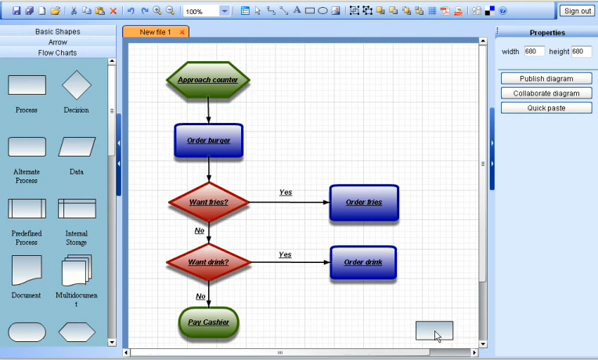 100%
Sign out
Basic Shapes
Arrow
Flow Charts
Process
Decision
Alternate
Process
Data
Predefined
Process
Internal
Storage
Document
Multidocumen
t
New file 1
Approach counter
Order burger
Want fries?
Yes
Order fries
No
Want drink?
Yes
Order drink
No
Pay Cashier
Properties
width 680 height 680
Publish diagram
Collaborate diagram
Quick paste